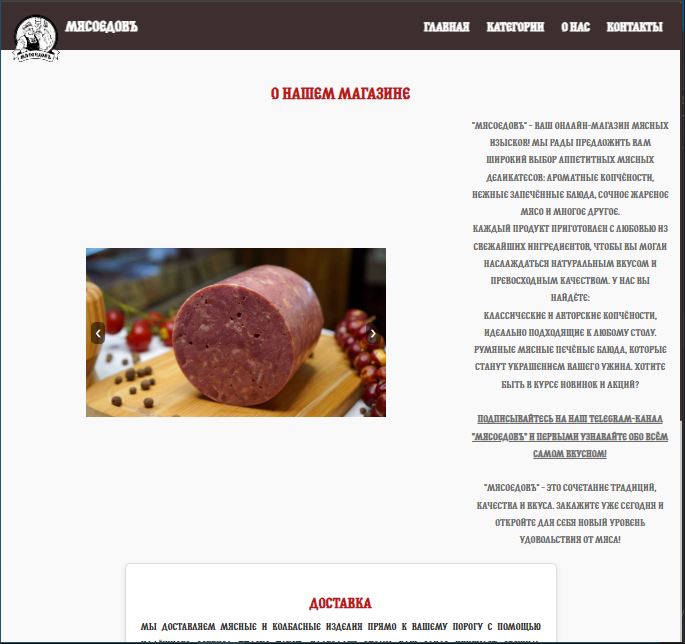 МЯСОЕДОВЪ
МЯСОЕДОВЪ
ГЛАВНАЯ КАТЕГОРИИ О НАС КОНТАКТЫ
О НАШЕМ МАГАЗИНЕ
"МЯСОЕДОВЪ" - ВАШ ОНЛАЙН-МАГАЗИН МЯСНЫХ
ИЗЫСКОВ! МЫ РАДЫ ПРЕДЛОЖИТЬ ВАМ
ШИРОКИЙ ВЫБОР АППЕТИТНЫХ МЯСНЫХ
ДЕЛИКАТЕСОВ: АРОМАТНЫЕ КОПЧЁНОСТИ,
НЕЖНЫЕ ЗАПЕЧЁННЫЕ БЛЮДА, СОЧНОЕ ЖАРЕНОЕ
МЯСО И МНОГОЕ ДРУГОЕ.
КАЖДЫЙ ПРОДУКТ ПРИГОТОВЛЕН С ЛЮБОВЬЮ ИЗ
СВЕЖАЙШИХ ИНГРЕДИЕНТОВ, ЧТОБЫ ВЫ МОГЛИ
НАСЛАЖДАТЬСЯ НАТУРАЛЬНЫМ ВКУСОМ И
ПРЕВОСХОДНЫМ КАЧЕСТВОМ. У НАС ВЫ
НАЙДЁТЕ:
КЛАССИЧЕСКИЕ И АВТОРСКИЕ КОПЧЁНОСТИ,
ИДЕАЛЬНО ПОДХОДЯЩИЕ К ЛЮБОМУ СТОЛУ.
РУМЯНЫЕ МЯСНЫЕ ПЕЧЁНЫЕ БЛЮДА, КОТОРЫЕ
СТАНУТ УКРАШЕНИЕМ ВАШЕГО УЖИНА. ХОТИТЕ
БЫТЬ В КУРСЕ НОВИНОК И АКЦИЙ?
ПОДПИСЫВАЙТЕСЬ НА НАШ TELEGRAM-КАНАЛ
"МЯСОЕДОВЪ" И ПЕРВЫМИ УЗНАВАЙТЕ ОБО ВСЁМ
САМОМ ВКУСНОМ!
"МЯСОЕДОВЪ" - ЭТО СОЧЕТАНИЕ ТРАДИЦИЙ,
КАЧЕСТВА И ВКУСА. ЗАКАЖИТЕ УЖЕ СЕГОДНЯ И
ОТКРОЙТЕ ДЛЯ СЕБЯ НОВЫЙ УРОВЕНЬ
УДОВОЛЬСТВИЯ ОТ МЯСА!
ДОСТАВКА
МЫ ДОСТАВЛЯЕМ МЯСНЫЕ И КОЛБАСНЫЕ ИЗДЕЛИЯ ПРЯМО К ВАШЕМУ ПОРОГУ С ПОМОЩЬЮ